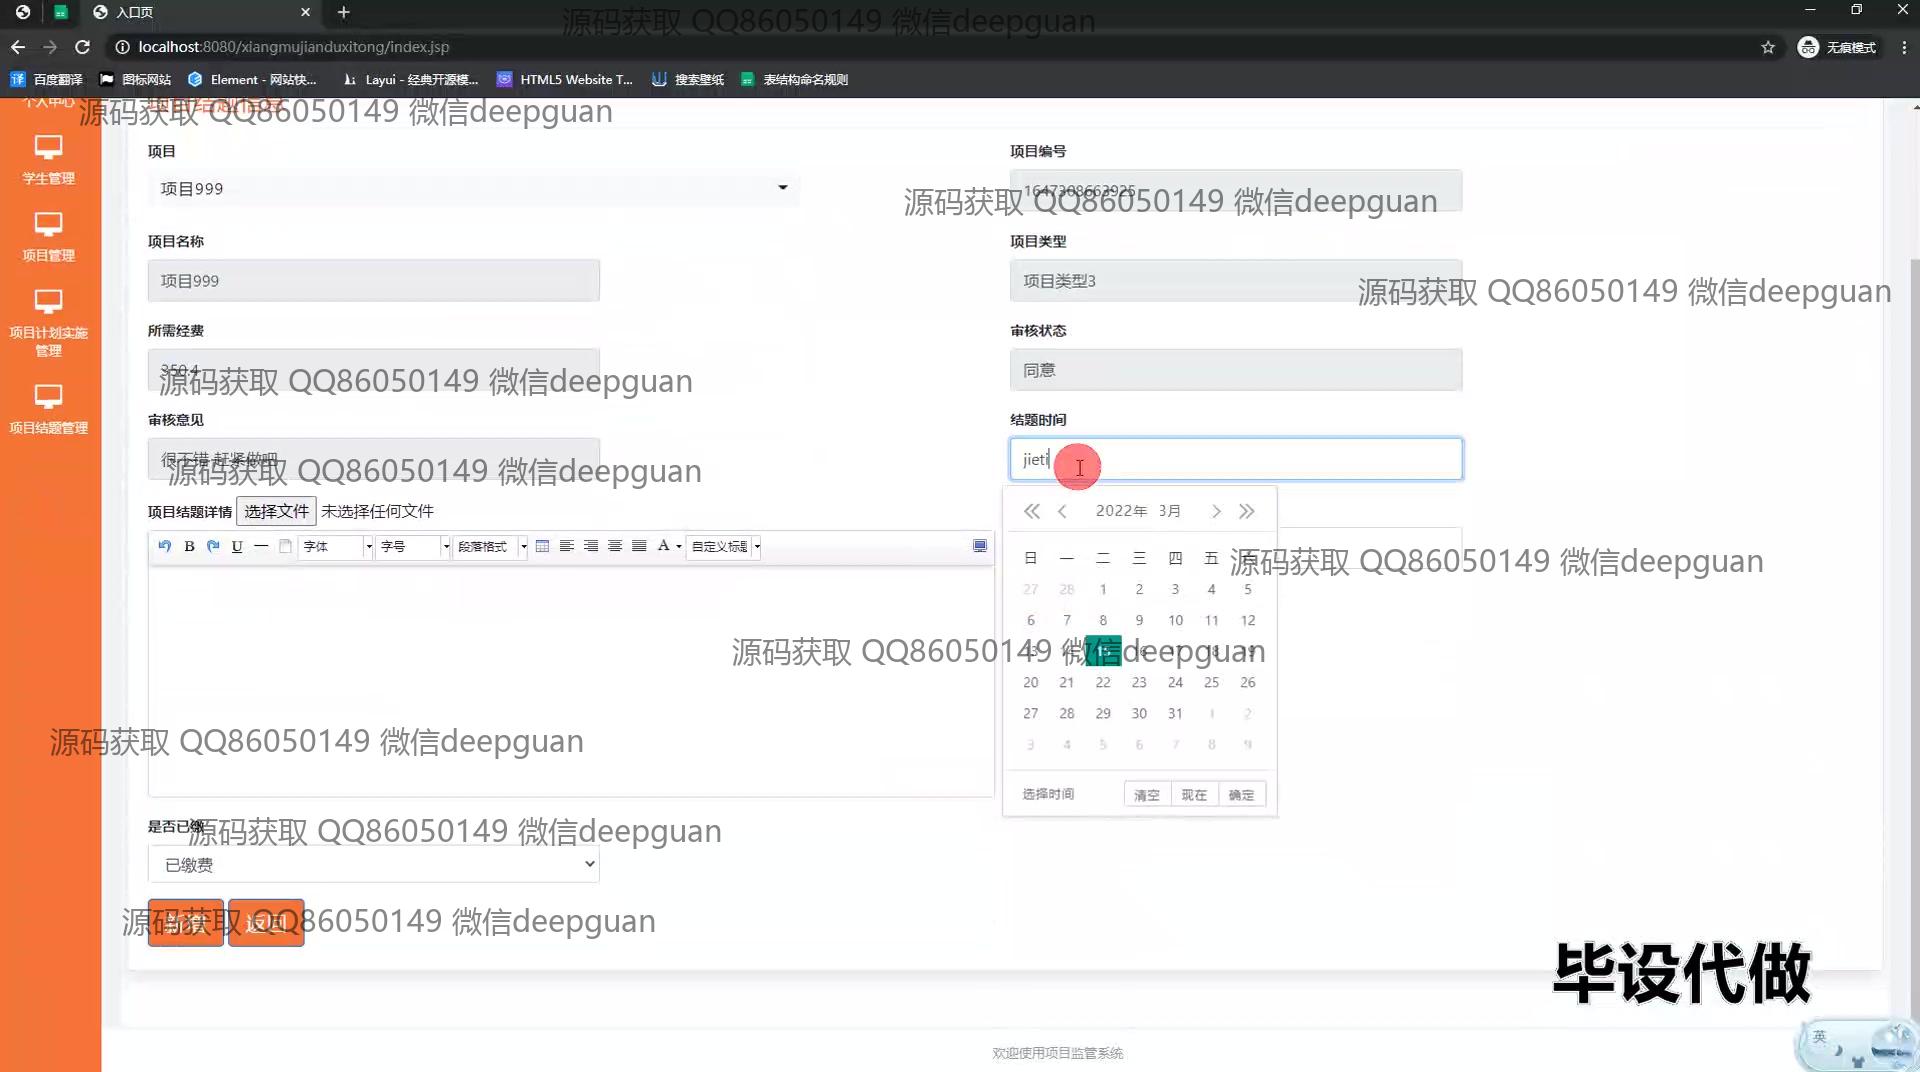 入口页
localhost:8080/xiangmujianduxitong/index.jsp
无痕模式
百度翻译 图标网站 Element - 网站快... Layui - 经典开源模... HTML5 Website T... 搜索壁纸 表结构命名规则
源码获取 QQ86050149 微信deepguan
个人中心
项目结题信息
源码获取 QQ86050149 微信deepguan
学生管理
项目管理
项目计划实施
管理
项目结题管理
项目
项目999
项目编号
1647308663925
源码获取 QQ86050149 微信deepguan
项目名称
项目999
项目类型
项目类型3
源码获取 QQ86050149 微信deepguan
所需经费
350.4
源码获取 QQ86050149 微信deepguan
审核状态
同意
审核意见
很不错 赶紧做吧
源码获取 QQ86050149 微信deepguan
结题时间
jieti
项目结题详情 选择文件 未选择任何文件
B U 字体 字号 段落格式 A 自定义标题
2022年 3月
日 一 二 三 四 五 六
源码获取 QQ86050149 微信deepguan
27 28 1 2 3 4 5
6 7 8 9 10 11 12
13 14 15 16 17 18 19
源码获取 QQ86050149 微信deepguan
20 21 22 23 24 25 26
27 28 29 30 31 1 2
3 4 5 6 7 8 9
选择时间 清空 现在 确定
源码获取 QQ86050149 微信deepguan
是否已缴
源码获取 QQ86050149 微信deepguan
已缴费
新增 返回
源码获取 QQ86050149 微信deepguan
毕设代做
英
欢迎使用项目监管系统